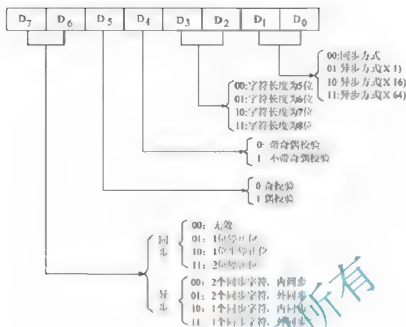 D7 D6 D5 D4 D3 D2 D1 D0
00:同步方式
01 异步方式(X 1)
10 异步方式(X 16)
11:异步方式(X 64)
00:字符长度为5位
01:字符长度为6位
10:字符长度为7位
11:字符长度为8位
0 带奇偶校验
1 不带奇偶校验
0 奇校验
1 偶校验
同步
00: 无效
01: 1位停止位
10: 1位半停止位
11: 2位停止位
异步
00: 2个同步字符, 内同步
01: 2个同步字符, 外同步
10: 1个同步字符, 内同步
11 1个同步字符, 外同步
所有